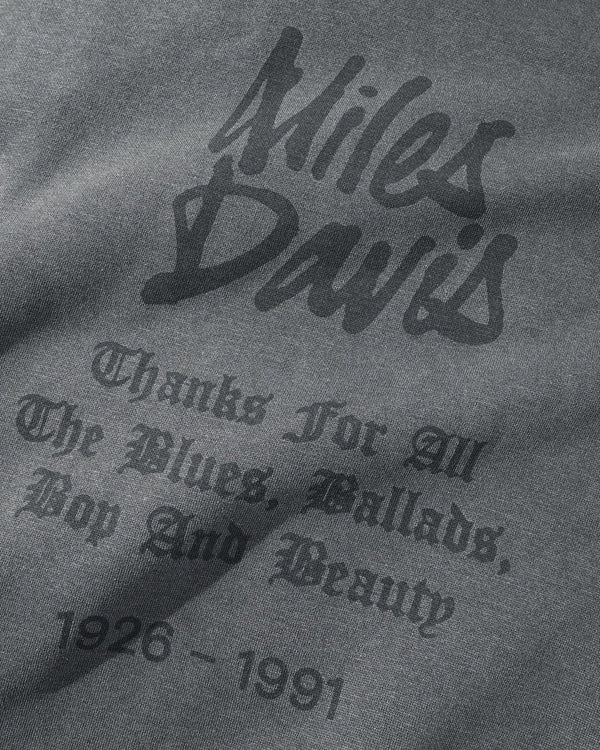 Miles
Davis
Thanks For All
The Blues, Ballads,
Bop And Beauty
1926 – 1991